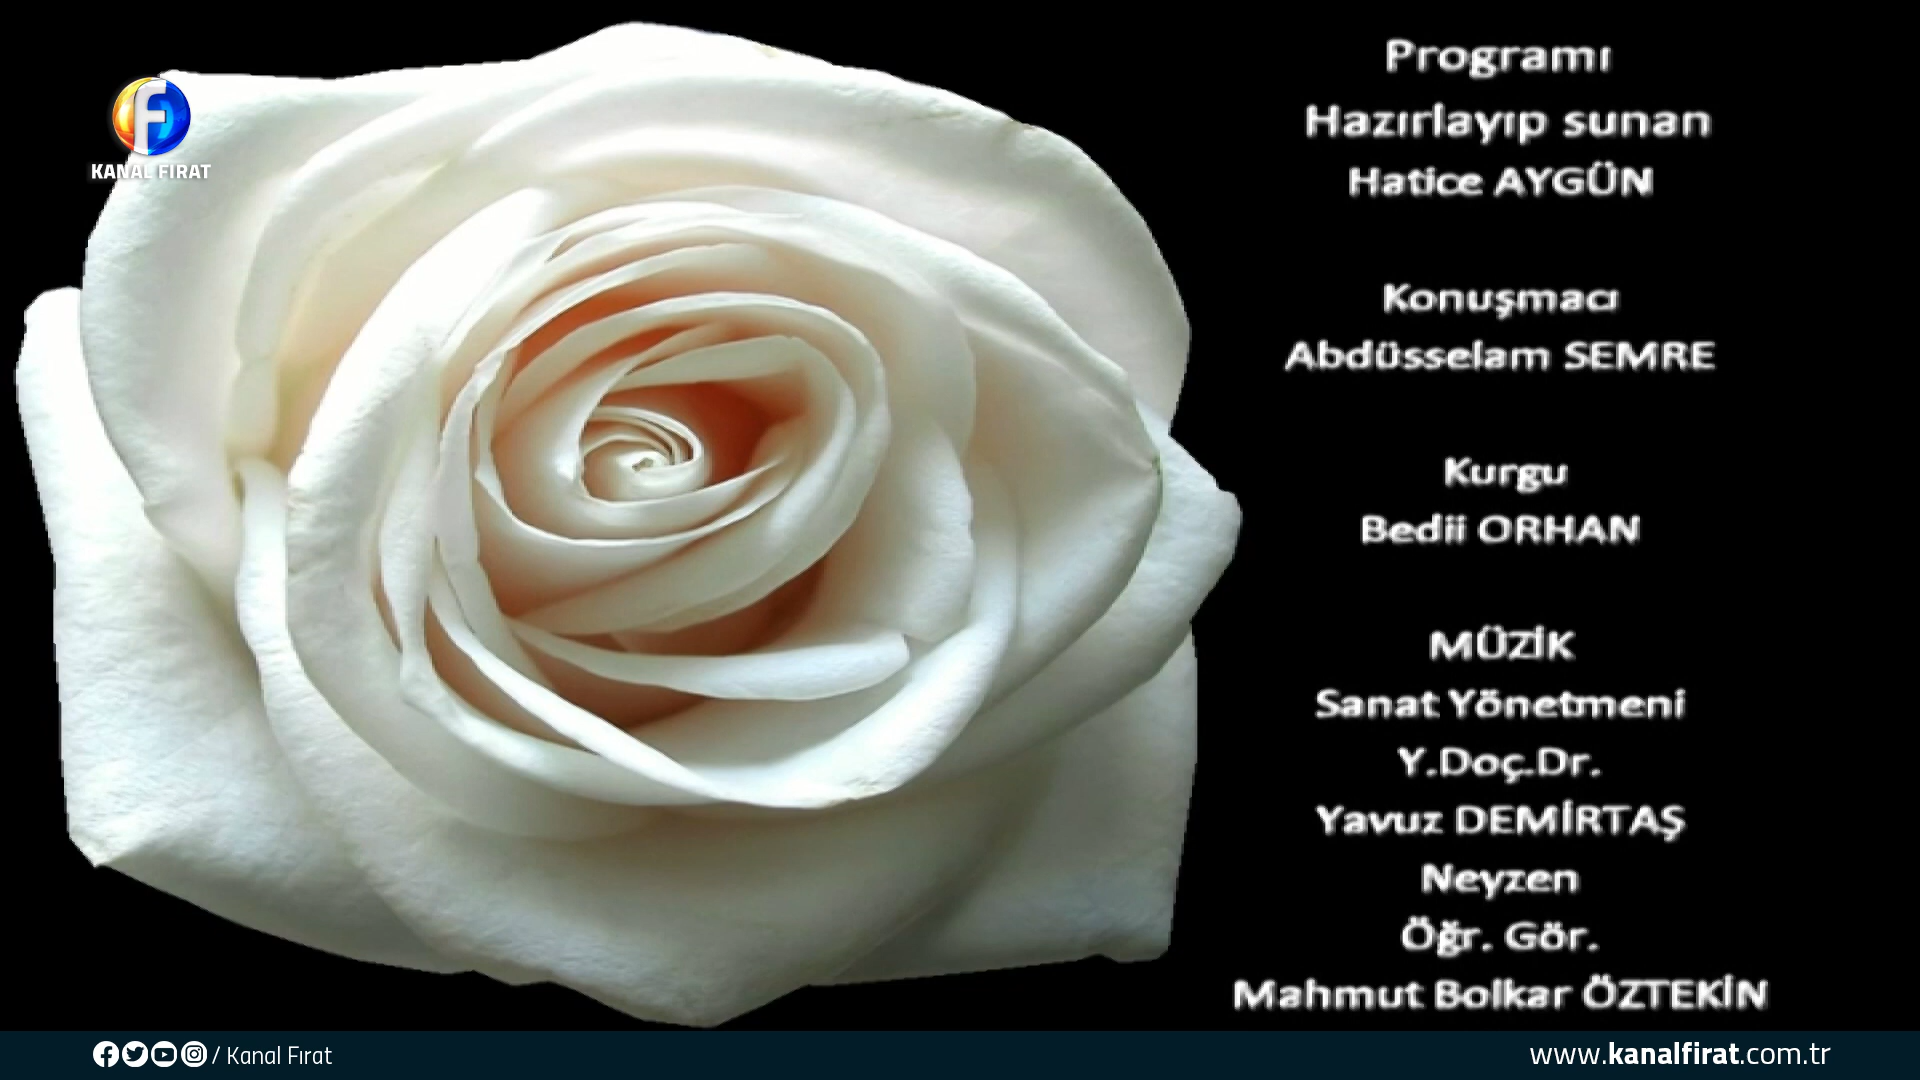 KANAL FIRAT
Programı
Hazırlayıp sunan
Hatice AYGÜN
Konuşmacı
Abdüsselam SEMRE
Kurgu
Bedii ORHAN
MÜZİK
Sanat Yönetmeni
Y.Doç.Dr.
Yavuz DEMİRTAŞ
Neyzen
Öğr. Gör.
Mahmut Bolkar ÖZTEKİN
/ Kanal Fırat
www.kanalfirat.com.tr